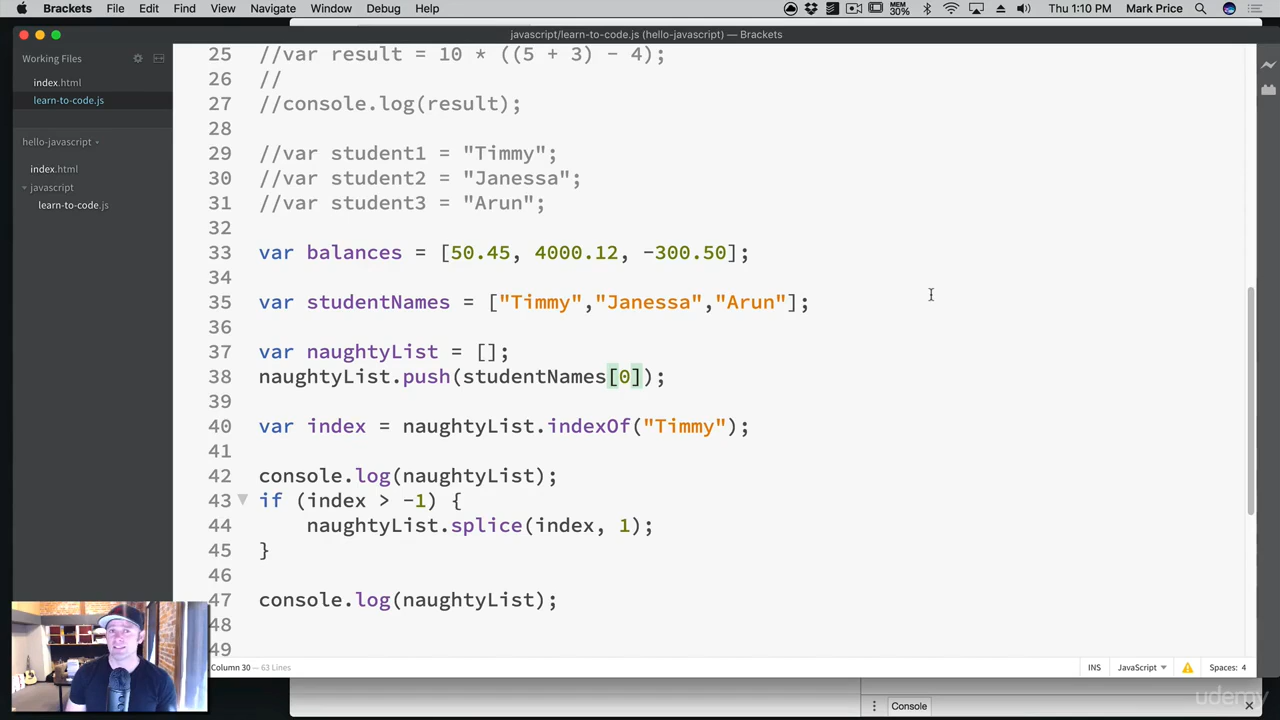 Brackets File Edit View Navigate Window Debug Help MEM 30% Thu 1:10 PM Mark Price
javascript/learn-to-code.js (hello-javascript) — Brackets
Working Files
index.html
learn-to-code.js
hello-javascript
index.html
javascript
learn-to-code.js
25 //var result = 10 * ((5 + 3) - 4);
26 //
27 //console.log(result);
28
29 //var student1 = "Timmy";
30 //var student2 = "Janessa";
31 //var student3 = "Arun";
32
33 var balances = [50.45, 4000.12, -300.50];
34
35 var studentNames = ["Timmy","Janessa","Arun"];
36
37 var naughtyList = [];
38 naughtyList.push(studentNames[0]);
39
40 var index = naughtyList.indexOf("Timmy");
41
42 console.log(naughtyList);
43 if (index > -1) {
44 naughtyList.splice(index, 1);
45 }
46
47 console.log(naughtyList);
48
49
Column 30 — 63 Lines INS JavaScript Spaces: 4
Console
udemy